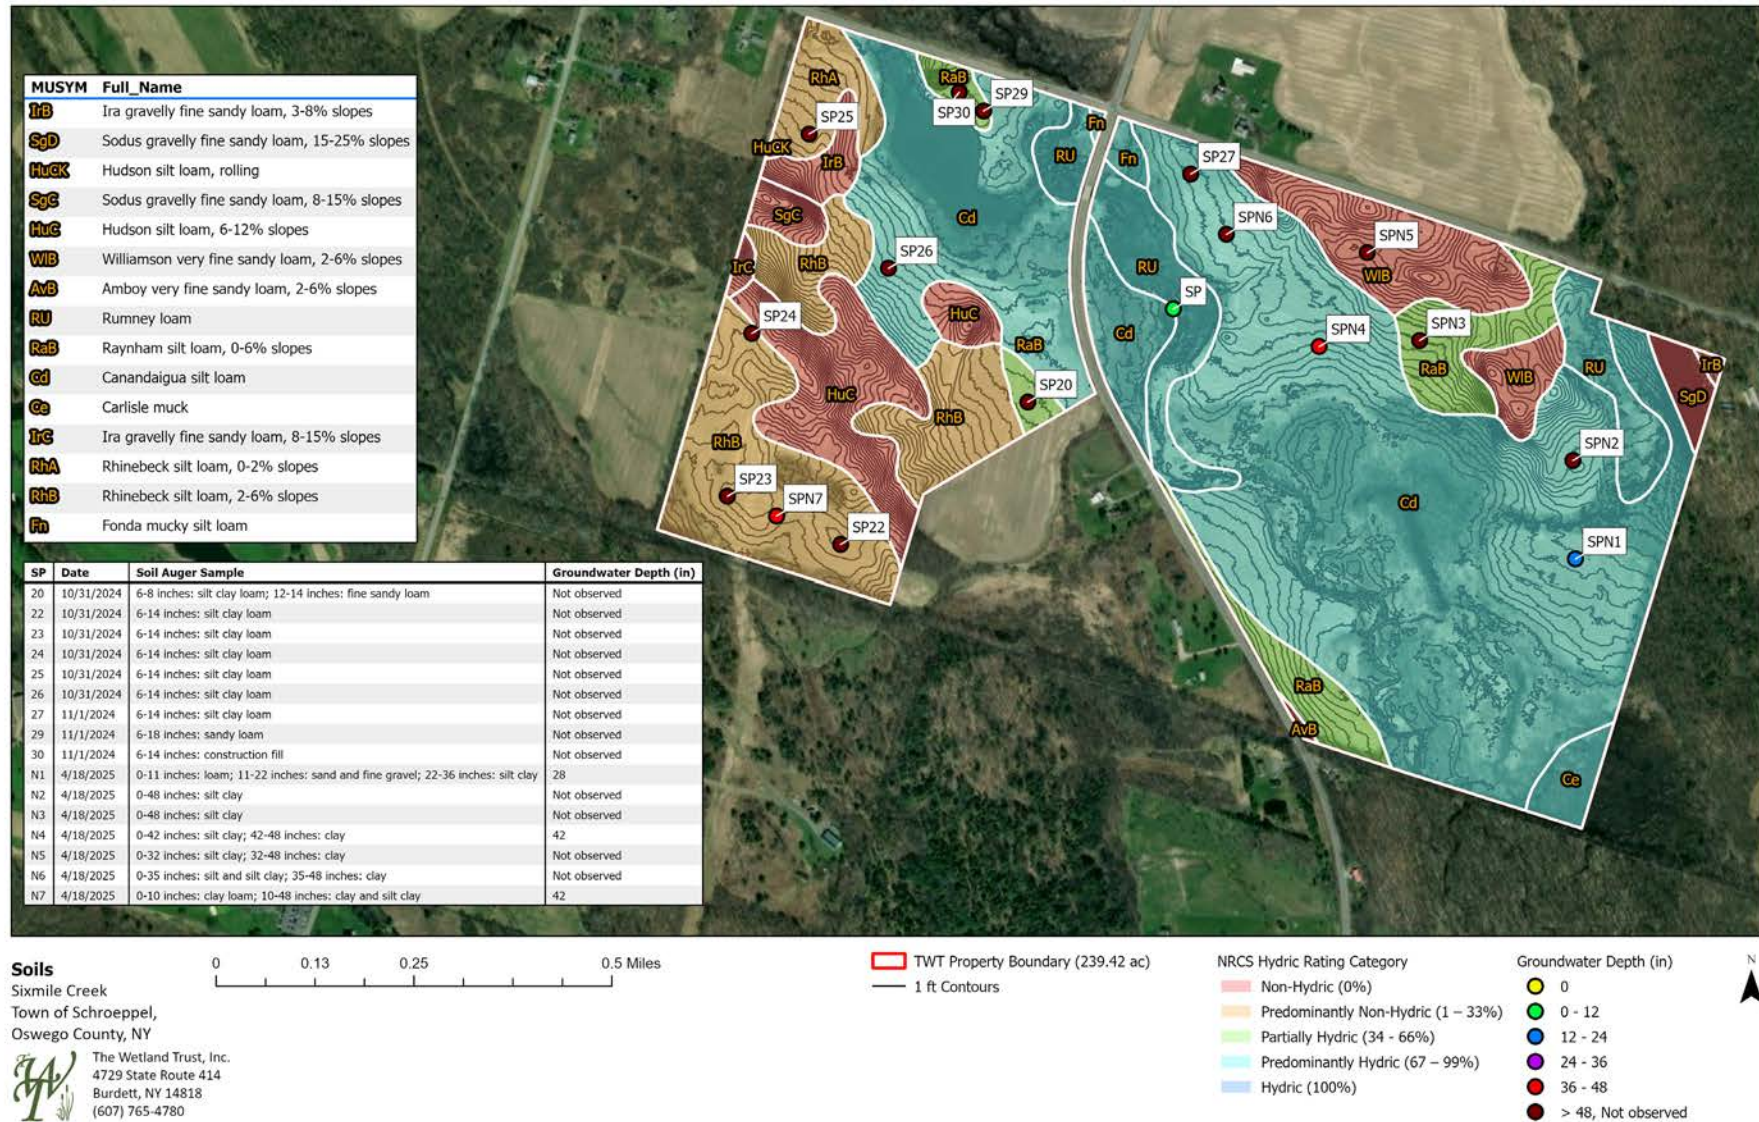 MUSYM Full_Name
IrB Ira gravelly fine sandy loam, 3-8% slopes
SgD Sodus gravelly fine sandy loam, 15-25% slopes
HuCK Hudson silt loam, rolling
SgC Sodus gravelly fine sandy loam, 8-15% slopes
HuC Hudson silt loam, 6-12% slopes
WlB Williamson very fine sandy loam, 2-6% slopes
AvB Amboy very fine sandy loam, 2-6% slopes
RU Rumney loam
RaB Raynham silt loam, 0-6% slopes
Cd Canandaigua silt loam
Ce Carlisle muck
IrC Ira gravelly fine sandy loam, 8-15% slopes
RhA Rhinebeck silt loam, 0-2% slopes
RhB Rhinebeck silt loam, 2-6% slopes
Fn Fonda mucky silt loam
SP Date Soil Auger Sample Groundwater Depth (in)
20 10/31/2024 6-8 inches: silt clay loam; 12-14 inches: fine sandy loam Not observed
22 10/31/2024 6-14 inches: silt clay loam Not observed
23 10/31/2024 6-14 inches: silt clay loam Not observed
24 10/31/2024 6-14 inches: silt clay loam Not observed
25 10/31/2024 6-14 inches: silt clay loam Not observed
26 10/31/2024 6-14 inches: silt clay loam Not observed
27 11/1/2024 6-14 inches: silt clay loam Not observed
29 11/1/2024 6-18 inches: sandy loam Not observed
30 11/1/2024 6-14 inches: construction fill Not observed
N1 4/18/2025 0-11 inches: loam; 11-22 inches: sand and fine gravel; 22-36 inches: silt clay 28
N2 4/18/2025 0-48 inches: silt clay Not observed
N3 4/18/2025 0-48 inches: silt clay Not observed
N4 4/18/2025 0-42 inches: silt clay; 42-48 inches: clay 42
N5 4/18/2025 0-32 inches: silt clay; 32-48 inches: clay Not observed
N6 4/18/2025 0-35 inches: silt and silt clay; 35-48 inches: clay Not observed
N7 4/18/2025 0-10 inches: clay loam; 10-48 inches: clay and silt clay 42
RhA
RaB
SP29
SP30
SP25
HuCK
IrB
Fn
RU
Fn
SP27
SgC
Cd
SPN6
SPN5
WlB
IrC
RhB
SP26
RU
SP
SP24
HuC
RaB
Cd
SPN4
SPN3
RaB
WlB
RU
IrB
SgD
HuC
SP20
RhB
RhB
SPN2
SP23
SPN7
SP22
Cd
SPN1
RaB
AvB
Ce
Soils
Sixmile Creek
Town of Schroeppel,
Oswego County, NY
0 0.13 0.25 0.5 Miles
The Wetland Trust, Inc.
4729 State Route 414
Burdett, NY 14818
(607) 765-4780
TWT Property Boundary (239.42 ac)
1 ft Contours
NRCS Hydric Rating Category
Non-Hydric (0%)
Predominantly Non-Hydric (1 – 33%)
Partially Hydric (34 - 66%)
Predominantly Hydric (67 – 99%)
Hydric (100%)
Groundwater Depth (in)
0
0 - 12
12 - 24
24 - 36
36 - 48
> 48, Not observed
N